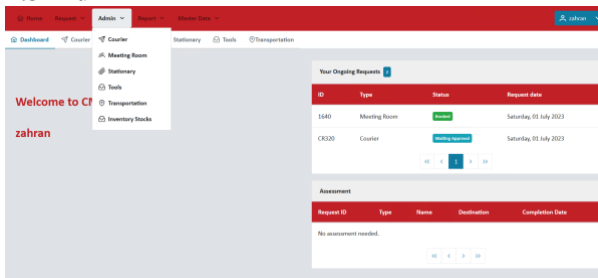 Home Request Admin Report Master Data zahran
Dashboard Courier Stationary Tools Transportation
Courier
Meeting Room
Stationary
Tools
Transportation
Inventory Stocks
Welcome to
zahran
Your Ongoing Requests 2
ID Type Status Request date
1640 Meeting Room Booked Saturday, 01 July 2023
CR320 Courier Waiting Approval Saturday, 01 July 2023
« ‹ 1 › »
Assessment
Request ID Type Name Destination Completion Date
No assessment needed.
« ‹ › »